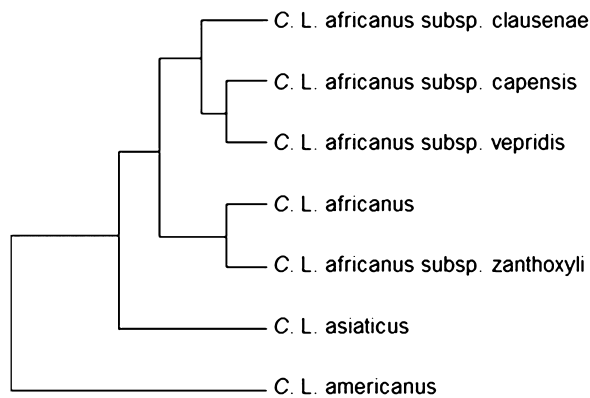 C. L. africanus subsp. clausenae
C. L. africanus subsp. capensis
C. L. africanus subsp. vepridis
C. L. africanus
C. L. africanus subsp. zanthoxyli
C. L. asiaticus
C. L. americanus